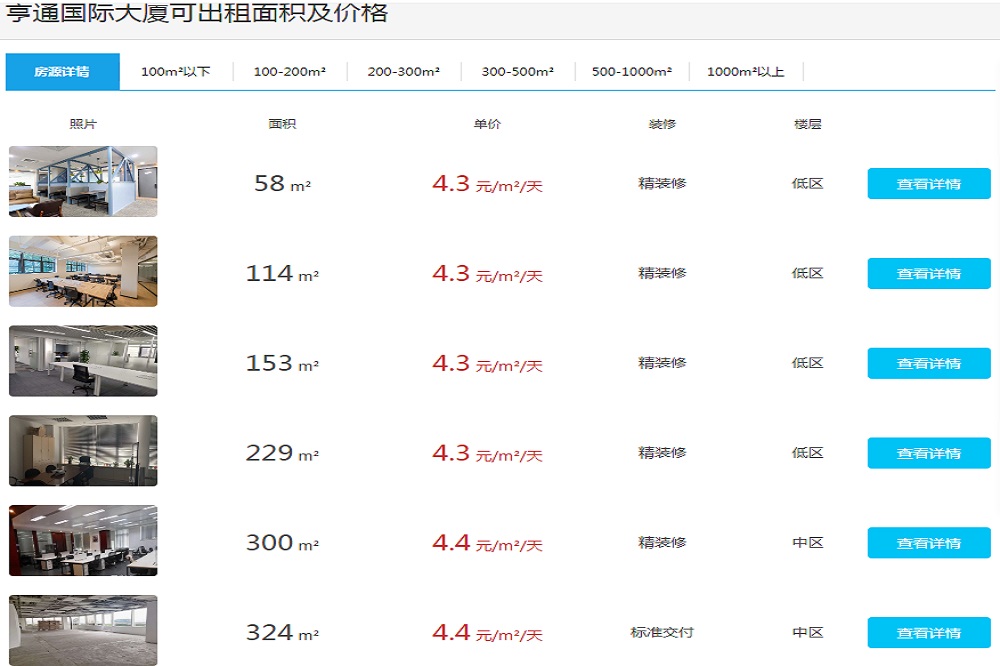 亨通国际大厦可出租面积及价格
房源详情 100m²以下 100-200m² 200-300m² 300-500m² 500-1000m² 1000m²以上
照片 面积 单价 装修 楼层
58 m² 4.3 元/m²/天 精装修 低区 查看详情
114 m² 4.3 元/m²/天 精装修 低区 查看详情
153 m² 4.3 元/m²/天 精装修 低区 查看详情
229 m² 4.3 元/m²/天 精装修 低区 查看详情
300 m² 4.4 元/m²/天 精装修 中区 查看详情
324 m² 4.4 元/m²/天 标准交付 中区 查看详情